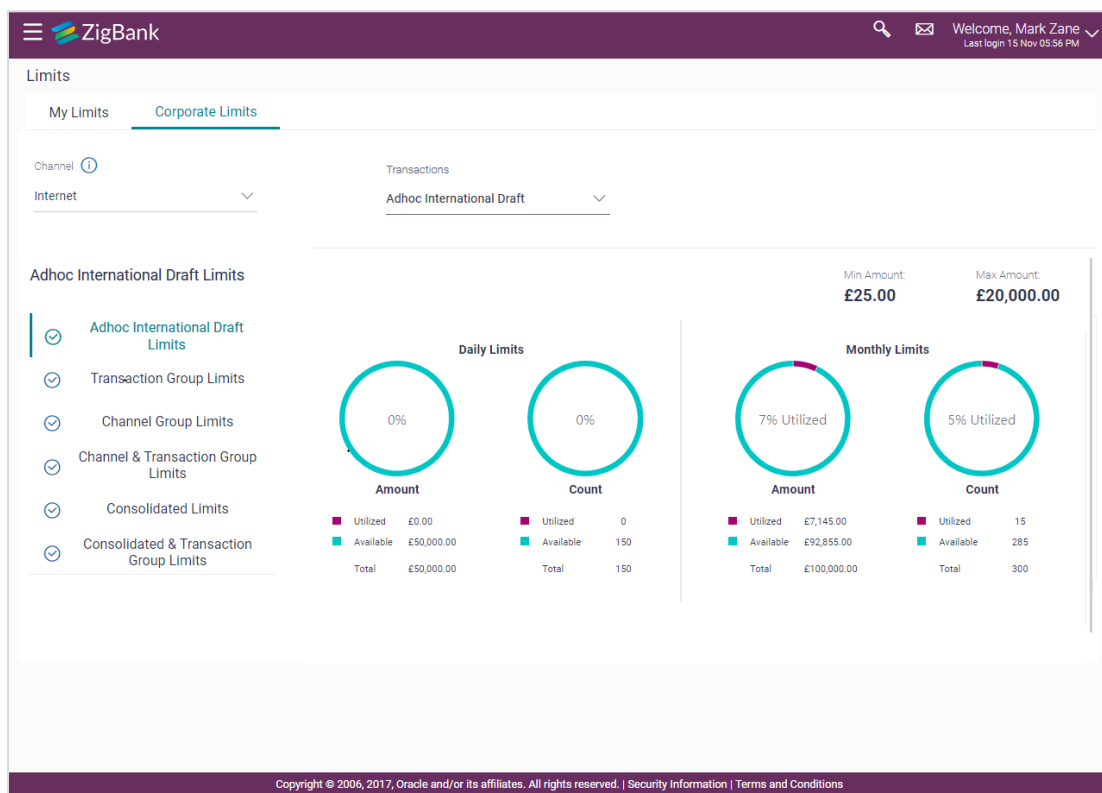 ZigBank
Welcome, Mark Zane
Last login 15 Nov 05:56 PM
Limits
My Limits
Corporate Limits
Channel
Internet
Transactions
Adhoc International Draft
Adhoc International Draft Limits
Min Amount:
£25.00
Max Amount:
£20,000.00
Adhoc International Draft
Limits
Transaction Group Limits
Channel Group Limits
Channel & Transaction Group
Limits
Consolidated Limits
Consolidated & Transaction
Group Limits
Daily Limits
0%
Amount
Utilized £0.00
Available £50,000.00
Total £50,000.00
0%
Count
Utilized 0
Available 150
Total 150
Monthly Limits
7% Utilized
Amount
Utilized £7,145.00
Available £92,855.00
Total £100,000.00
5% Utilized
Count
Utilized 15
Available 285
Total 300
Copyright © 2006, 2017, Oracle and/or its affiliates. All rights reserved. | Security Information | Terms and Conditions